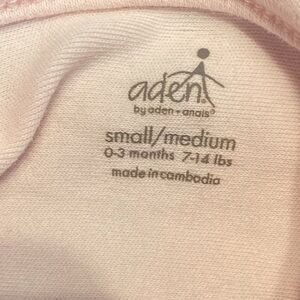 aden®
by aden + anais®
small/medium
0-3 months 7-14 lbs
made in cambodia